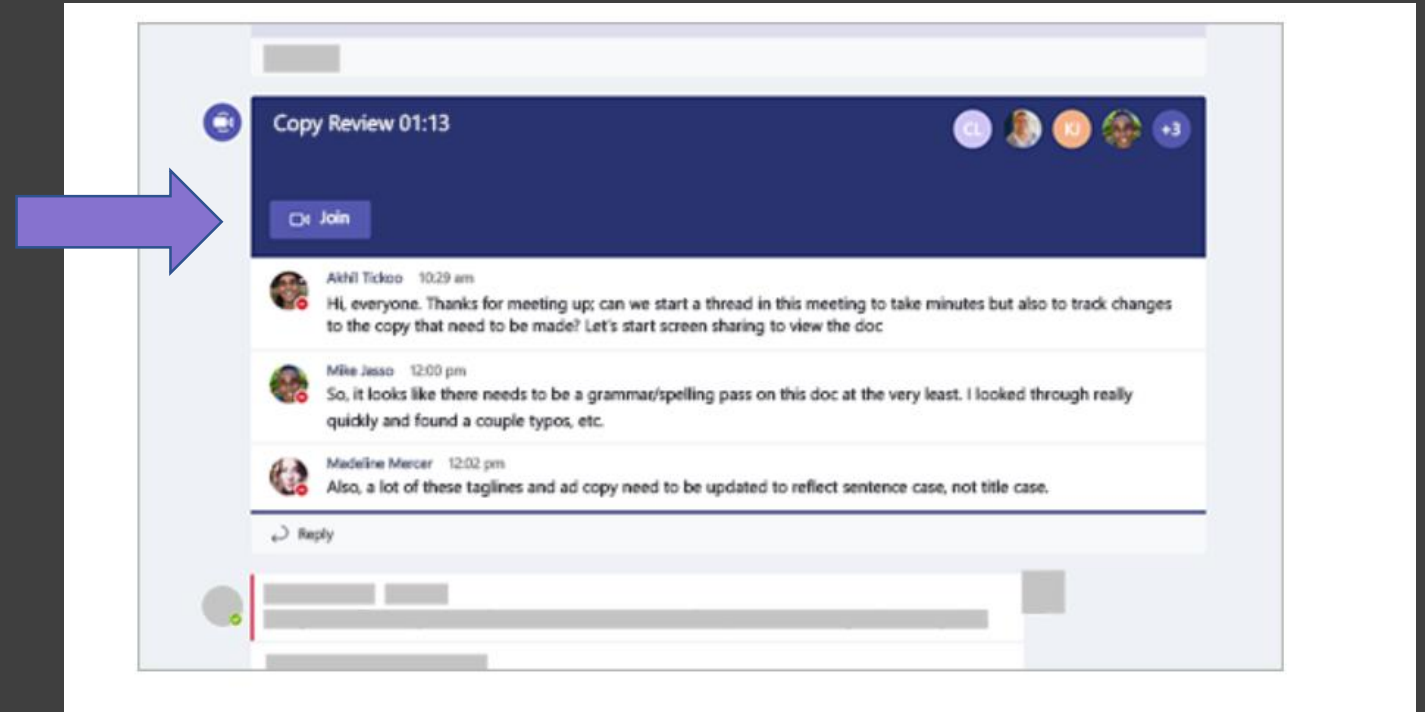 Copy Review 01:13
CL
KJ
+3
Join
Akhil Tickoo 10:29 am
Hi, everyone. Thanks for meeting up; can we start a thread in this meeting to take minutes but also to track changes
to the copy that need to be made? Let's start screen sharing to view the doc
Mike Jasso 12:00 pm
So, it looks like there needs to be a grammar/spelling pass on this doc at the very least. I looked through really
quickly and found a couple typos, etc.
Madeline Mercer 12:02 pm
Also, a lot of these taglines and ad copy need to be updated to reflect sentence case, not title case.
Reply